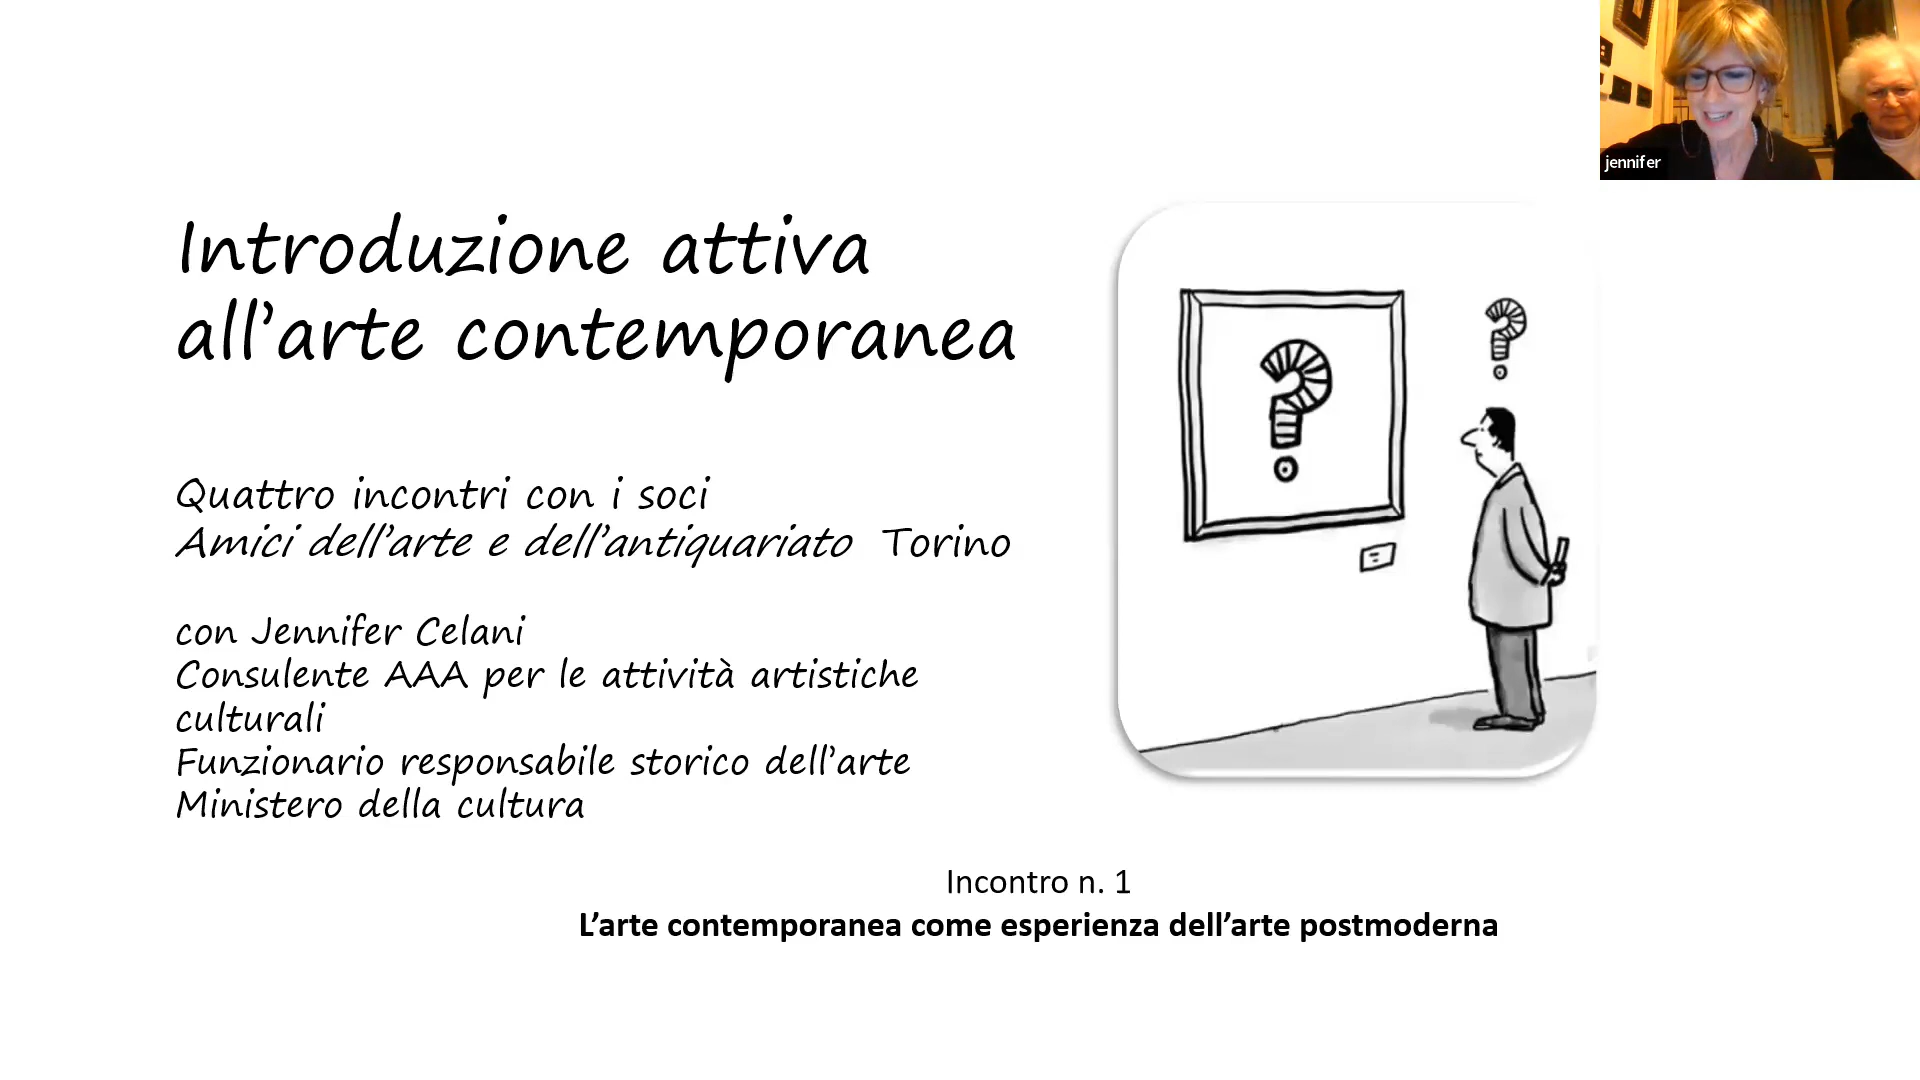 jennifer
Introduzione attiva
all’arte contemporanea
Quattro incontri con i soci
Amici dell’arte e dell’antiquariato Torino
con Jennifer Celani
Consulente AAA per le attività artistiche
culturali
Funzionario responsabile storico dell’arte
Ministero della cultura
?
?
Incontro n. 1
L’arte contemporanea come esperienza dell’arte postmoderna